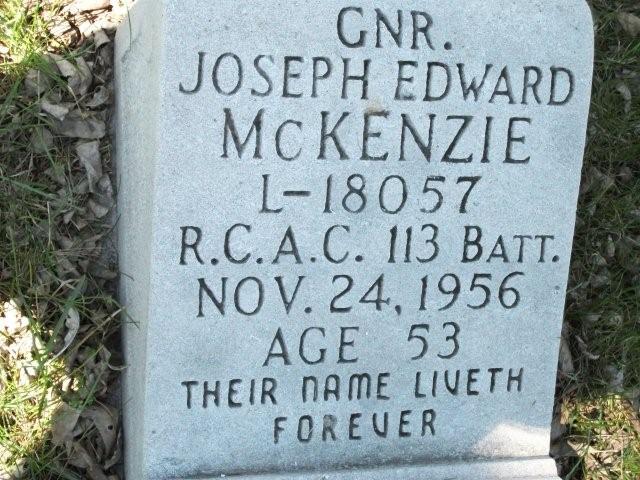 GNR.
JOSEPH EDWARD
McKENZIE
L-18057
R.C.A.C. 113 BATT.
NOV. 24, 1956
AGE 53
THEIR NAME LIVETH
FOREVER